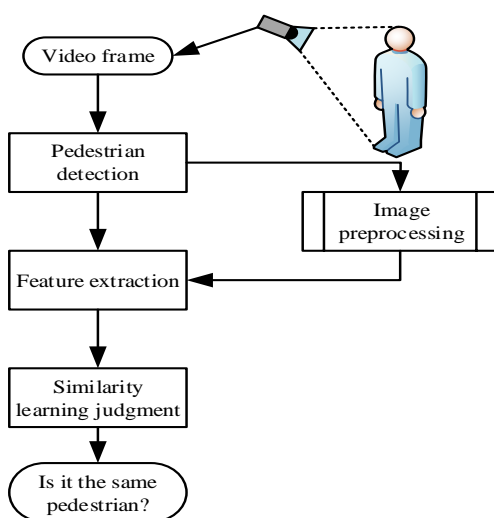 Video frame
Pedestrian
detection
Image
preprocessing
Feature extraction
Similarity
learning judgment
Is it the same
pedestrian?